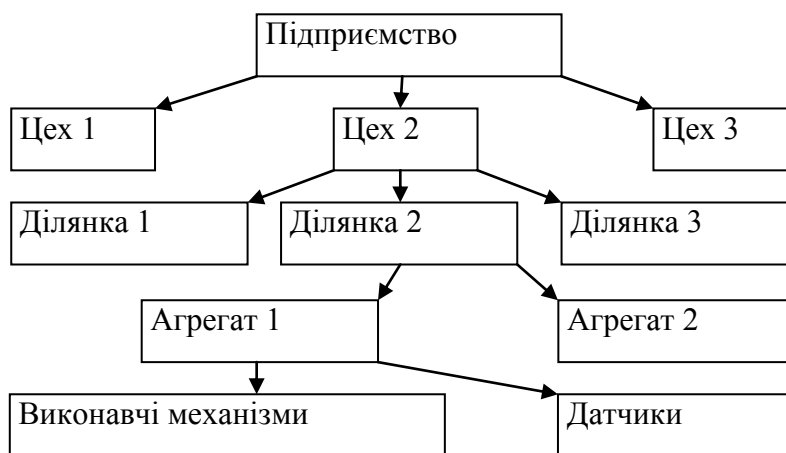 Підприємство
Цех 1
Цех 2
Цех 3
Ділянка 1
Ділянка 2
Ділянка 3
Агрегат 1
Агрегат 2
Виконавчі механізми
Датчики